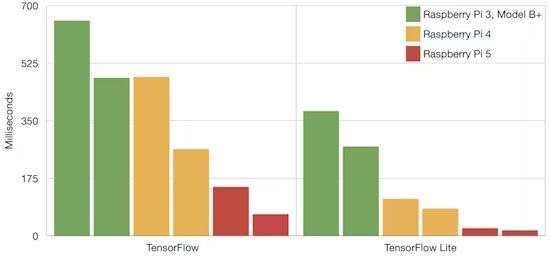 700
Raspberry Pi 3, Model B+
Raspberry Pi 4
Raspberry Pi 5
525
350
175
0
Milliseconds
TensorFlow
TensorFlow Lite